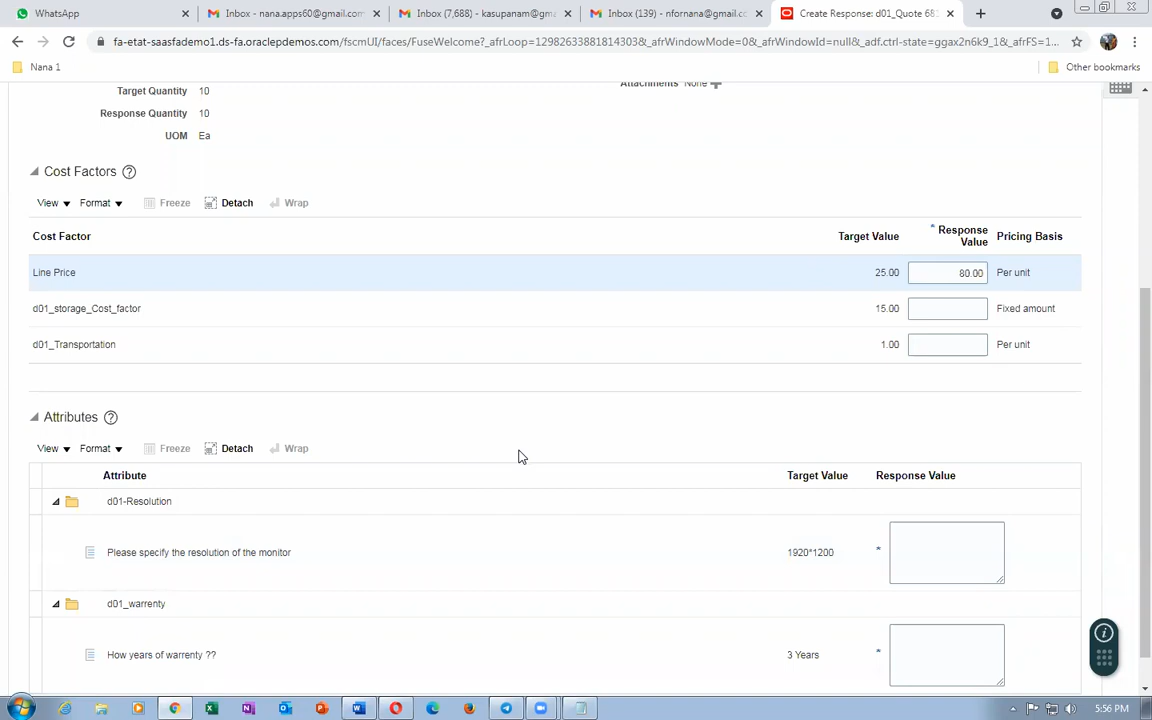 WhatsApp
Inbox - nana.apps60@gmail.com
Inbox (7,688) - kasupanam@gma
Inbox (139) - nfornana@gmail.cc
Create Response: d01_Quote 681
fa-etat-saasfademo1.ds-fa.oraclepdemos.com/fscmUI/faces/FuseWelcome?_afrLoop=12982633881814303&_afrWindowMode=0&_afrWindowId=null&_adf.ctrl-state=ggax2n6k9_1&_afrFS=1...
Nana 1
Other bookmarks
Target Quantity 10
Attachments None
Response Quantity 10
UOM Ea
Cost Factors
View Format Freeze Detach Wrap
Cost Factor Target Value * Response Value Pricing Basis
Line Price 25.00 80.00 Per unit
d01_storage_Cost_factor 15.00 Fixed amount
d01_Transportation 1.00 Per unit
Attributes
View Format Freeze Detach Wrap
Attribute Target Value Response Value
d01-Resolution
Please specify the resolution of the monitor 1920*1200 *
d01_warrenty
How years of warrenty ?? 3 Years *
5:56 PM